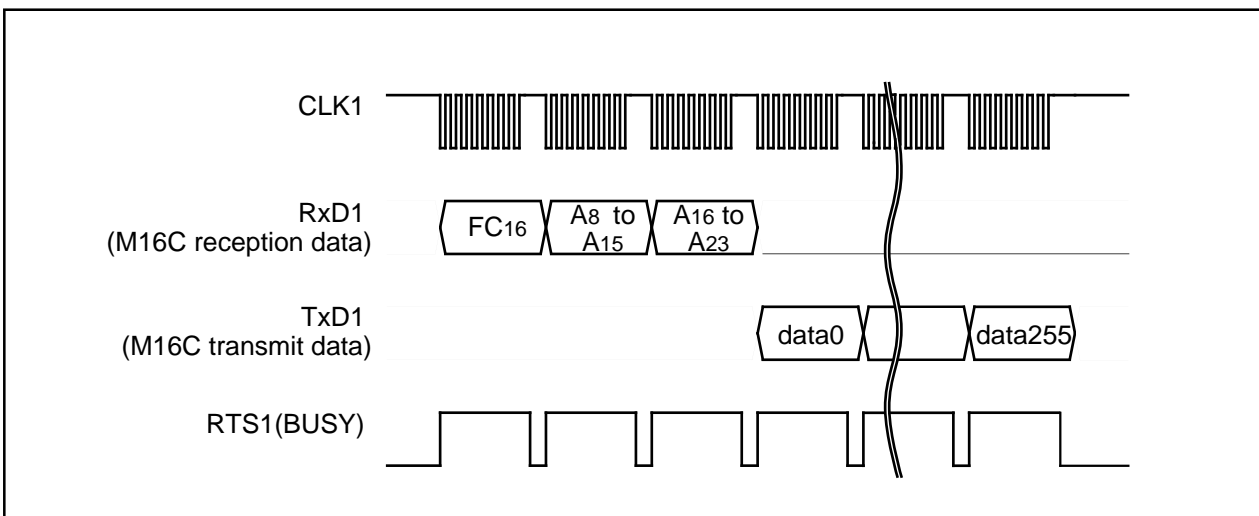 CLK1
RxD1
(M16C reception data)
FC16
A8 to
A15
A16 to
A23
TxD1
(M16C transmit data)
data0
data255
RTS1(BUSY)